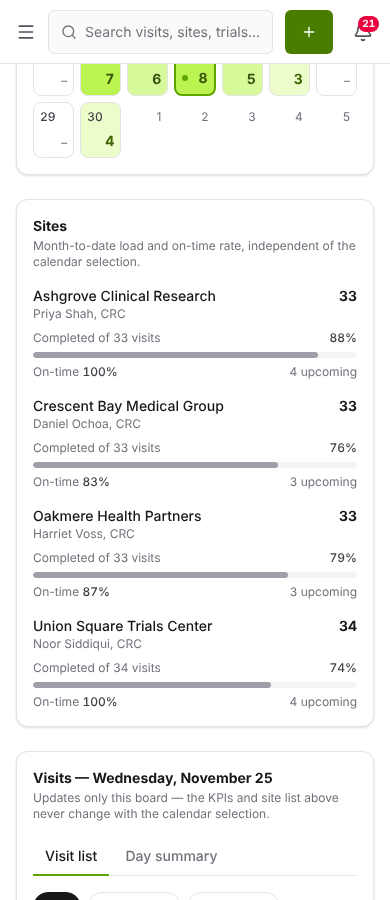 Search visits, sites, trials...
+
21
– 7 6 8 5 3 –
29 30 1 2 3 4 5
– 4
Sites
Month-to-date load and on-time rate, independent of the
calendar selection.
Ashgrove Clinical Research 33
Priya Shah, CRC
Completed of 33 visits 88%
On-time 100% 4 upcoming
Crescent Bay Medical Group 33
Daniel Ochoa, CRC
Completed of 33 visits 76%
On-time 83% 3 upcoming
Oakmere Health Partners 33
Harriet Voss, CRC
Completed of 33 visits 79%
On-time 87% 3 upcoming
Union Square Trials Center 34
Noor Siddiqui, CRC
Completed of 34 visits 74%
On-time 100% 4 upcoming
Visits — Wednesday, November 25
Updates only this board — the KPIs and site list above
never change with the calendar selection.
Visit list Day summary